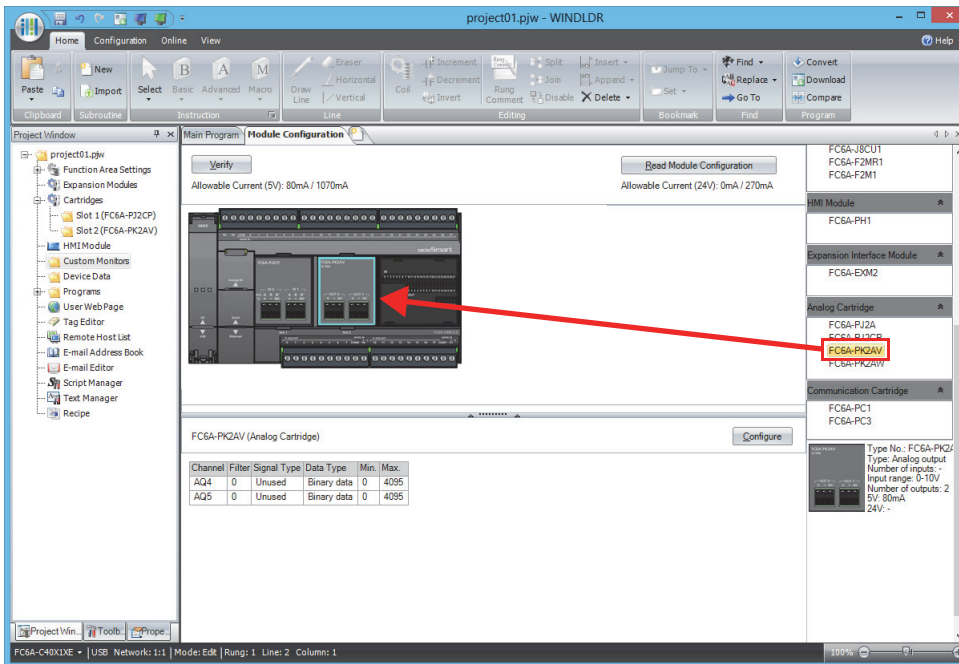 project01.pjw - WINDLDR
Home Configuration Online View
Help
Paste
Clipboard
New
Import
Subroutine
Select
Basic
Advanced
Macro
Instruction
Draw Line
Eraser
Horizontal
Vertical
Line
Coil
Increment
Decrement
Invert
Rung Comment
Split
Join
Disable
Insert
Append
Delete
Editing
Jump To
Set
Bookmark
Find
Replace
Go To
Find
Convert
Download
Compare
Program
Project Window
project01.pjw
Function Area Settings
Expansion Modules
Cartridges
Slot 1 (FC6A-PJ2CP)
Slot 2 (FC6A-PK2AV)
HMI Module
Custom Monitors
Device Data
Programs
User Web Page
Tag Editor
Remote Host List
E-mail Address Book
E-mail Editor
Script Manager
Text Manager
Recipe
Project Win...
Toolb...
Prope...
Main Program
Module Configuration
Verify
Read Module Configuration
Allowable Current (5V): 80mA / 1070mA
Allowable Current (24V): 0mA / 270mA
FC6A-PK2AV (Analog Cartridge)
Configure
Channel Filter Signal Type Data Type Min. Max.
AQ4 0 Unused Binary data 0 4095
AQ5 0 Unused Binary data 0 4095
FC6A-J8CU1
FC6A-F2MR1
FC6A-F2M1
HMI Module
FC6A-PH1
Expansion Interface Module
FC6A-EXM2
Analog Cartridge
FC6A-PJ2A
FC6A-PJ2CP
FC6A-PK2AV
FC6A-PK2AW
Communication Cartridge
FC6A-PC1
FC6A-PC3
Type No.: FC6A-PK2A
Type: Analog output
Number of inputs: -
Input range: 0-10V
Number of outputs: 2
5V: 80mA
24V: -
FC6A-C40X1XE
USB Network: 1:1
Mode: Edit
Rung: 1 Line: 2 Column: 1
100%